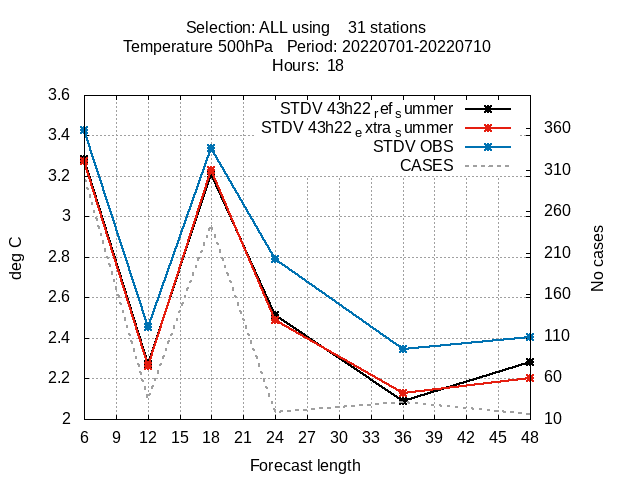 Selection: ALL using    31 stations
Temperature 500hPa   Period: 20220701-20220710
Hours:  18
STDV 43h22 ref summer
STDV 43h22 extra summer
STDV OBS
CASES
3.6
3.4
3.2
3
2.8
2.6
2.4
2.2
2
deg C
360
310
260
210
160
110
60
10
No cases
6 9 12 15 18 21 24 27 30 33 36 39 42 45 48
Forecast length